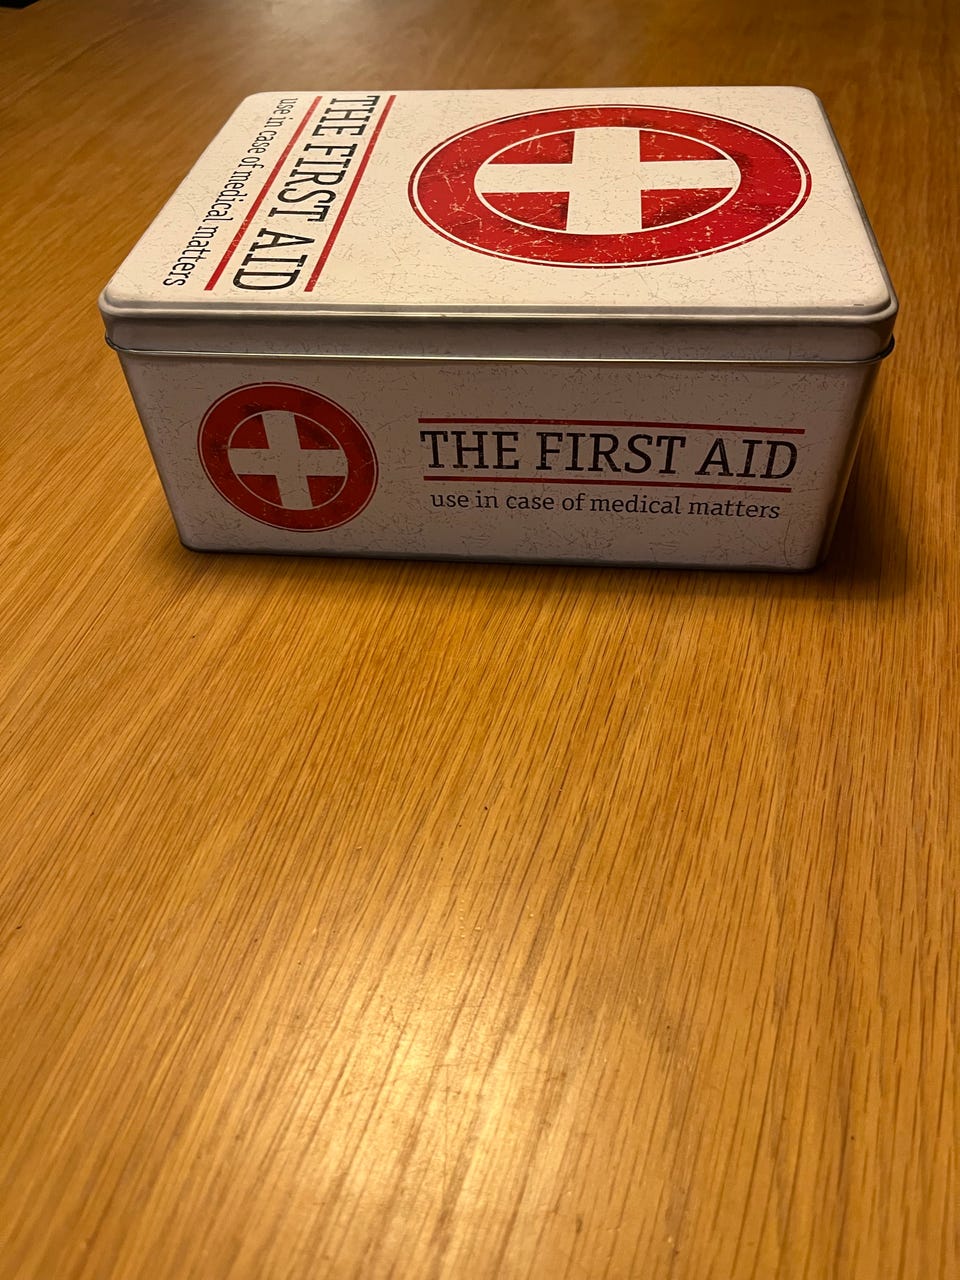 THE FIRST AID
use in case of medical matters
THE FIRST AID
use in case of medical matters